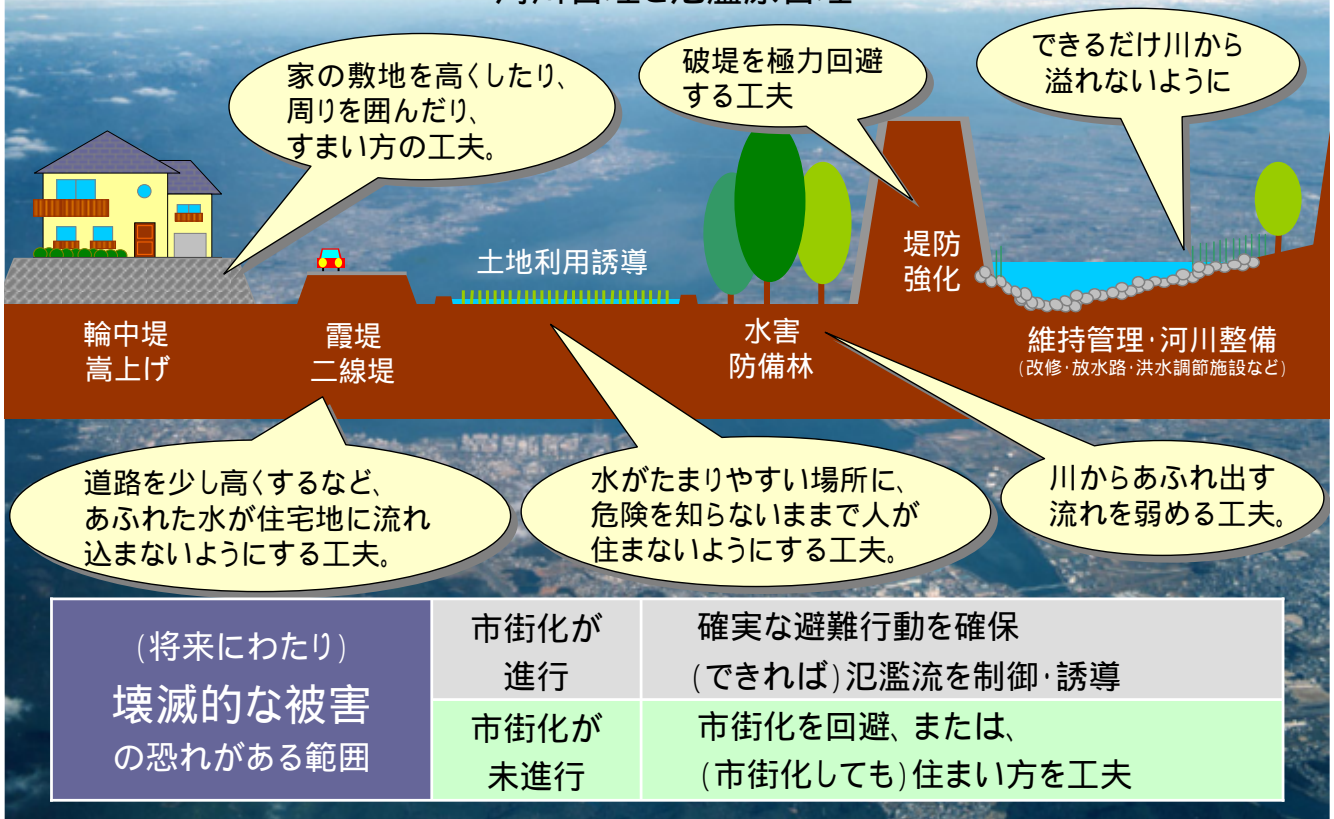 家の敷地を高くしたり、
周りを囲んだり、
すまい方の工夫。
破堤を極力回避
する工夫
できるだけ川から
溢れないように
土地利用誘導
堤防
強化
輪中堤
嵩上げ
霞堤
二線堤
水害
防備林
維持管理・河川整備
(改修・放水路・洪水調節施設など)
道路を少し高くするなど、
あふれた水が住宅地に流れ
込まないようにする工夫。
水がたまりやすい場所に、
危険を知らないままで人が
住まないようにする工夫。
川からあふれ出す
流れを弱める工夫。
(将来にわたり)
壊滅的な被害
の恐れがある範囲
市街化が
進行
確実な避難行動を確保
(できれば)氾濫流を制御・誘導
市街化が
未進行
市街化を回避、または、
(市街化しても)住まい方を工夫